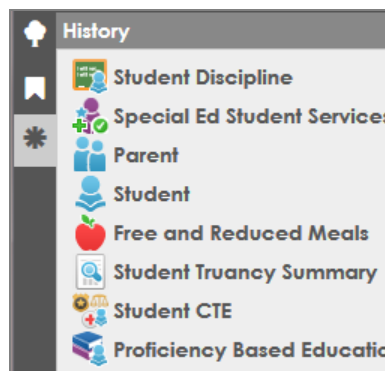 History
Student Discipline
Special Ed Student Services
Parent
Student
Free and Reduced Meals
Student Truancy Summary
Student CTE
Proficiency Based Educatio